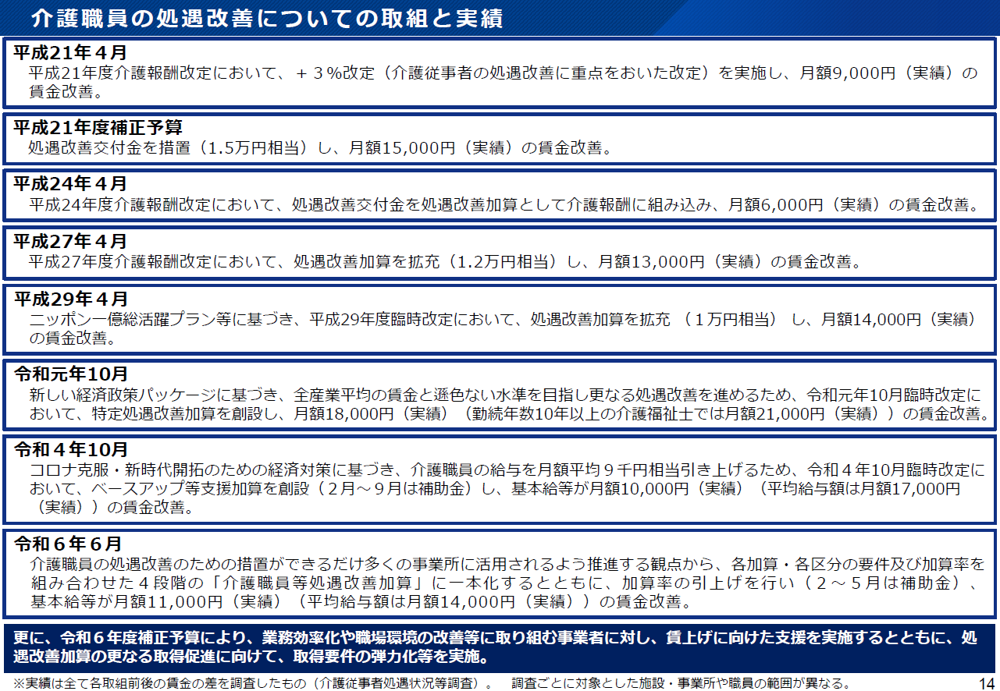 介護職員の処遇改善についての取組と実績
平成21年４月
平成21年度介護報酬改定において、＋３％改定（介護従事者の処遇改善に重点をおいた改定）を実施し、月額9,000円（実績）の
賃金改善。
平成21年度補正予算
処遇改善交付金を措置（1.5万円相当）し、月額15,000円（実績）の賃金改善。
平成24年４月
平成24年度介護報酬改定において、処遇改善交付金を処遇改善加算として介護報酬に組み込み、月額6,000円（実績）の賃金改善。
平成27年４月
平成27年度介護報酬改定において、処遇改善加算を拡充（1.2万円相当）し、月額13,000円（実績）の賃金改善。
平成29年４月
ニッポン一億総活躍プラン等に基づき、平成29年度臨時改定において、処遇改善加算を拡充 （１万円相当） し、月額14,000円（実績）
の賃金改善。
令和元年10月
新しい経済政策パッケージに基づき、全産業平均の賃金と遜色ない水準を目指し更なる処遇改善を進めるため、令和元年10月臨時改定に
おいて、特定処遇改善加算を創設し、月額18,000円（実績）（勤続年数10年以上の介護福祉士では月額21,000円（実績））の賃金改善。
令和４年10月
コロナ克服・新時代開拓のための経済対策に基づき、介護職員の給与を月額平均９千円相当引き上げるため、令和４年10月臨時改定に
おいて、ベースアップ等支援加算を創設（２月～９月は補助金）し、基本給等が月額10,000円（実績）（平均給与額は月額17,000円
（実績））の賃金改善。
令和６年６月
介護職員の処遇改善のための措置ができるだけ多くの事業所に活用されるよう推進する観点から、各加算・各区分の要件及び加算率を
組み合わせた４段階の「介護職員等処遇改善加算」に一本化するとともに、加算率の引上げを行い（２～５月は補助金）、
基本給等が月額11,000円（実績）（平均給与額は月額14,000円（実績））の賃金改善。
更に、令和６年度補正予算により、業務効率化や職場環境の改善等に取り組む事業者に対し、賃上げに向けた支援を実施するとともに、処
遇改善加算の更なる取得促進に向けて、取得要件の弾力化等を実施。
※実績は全て各取組前後の賃金の差を調査したもの（介護従事者処遇状況等調査）。 調査ごとに対象とした施設・事業所や職員の範囲が異なる。
14